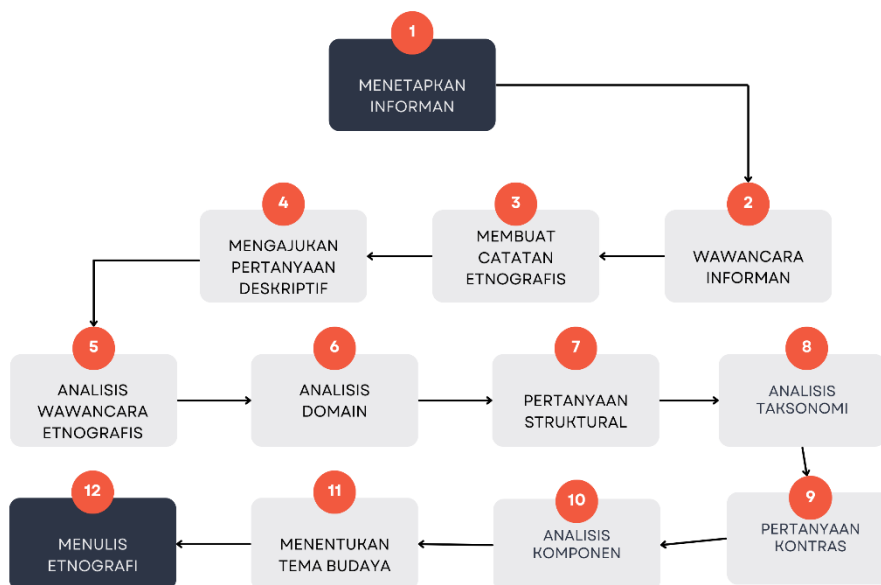 1
MENETAPKAN
INFORMAN
2
WAWANCARA
INFORMAN
3
MEMBUAT
CATATAN
ETNOGRAFIS
4
MENGAJUKAN
PERTANYAAN
DESKRIPTIF
5
ANALISIS
WAWANCARA
ETNOGRAFIS
6
ANALISIS
DOMAIN
7
PERTANYAAN
STRUKTURAL
8
ANALISIS
TAKSONOMI
9
PERTANYAAN
KONTRAS
10
ANALISIS
KOMPONEN
11
MENENTUKAN
TEMA BUDAYA
12
MENULIS
ETNOGRAFI